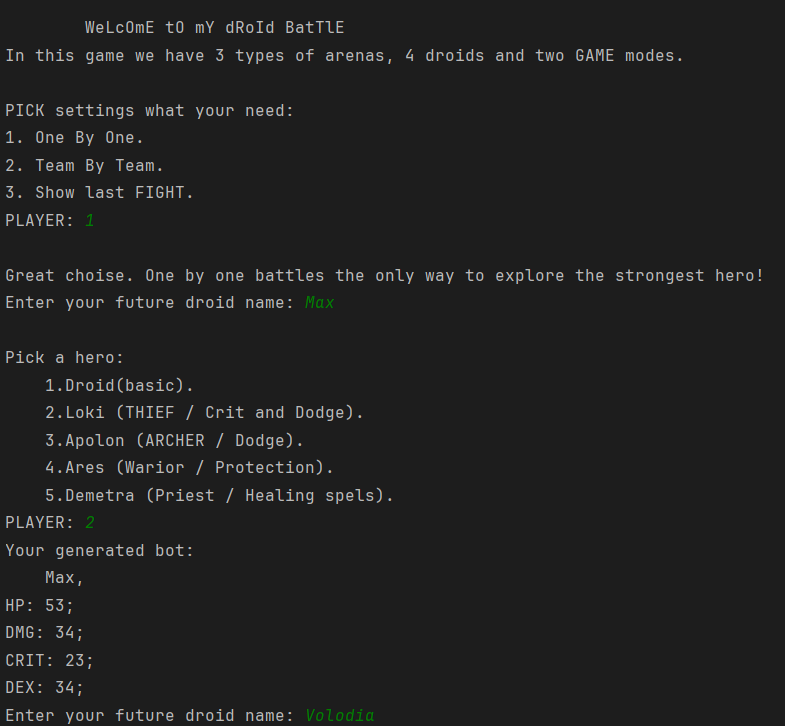 WeLcOmE tO mY dRoId BatTlE
In this game we have 3 types of arenas, 4 droids and two GAME modes.
PICK settings what your need:
1. One By One.
2. Team By Team.
3. Show last FIGHT.
PLAYER: 1
Great choise. One by one battles the only way to explore the strongest hero!
Enter your future droid name: Max
Pick a hero:
1.Droid(basic).
2.Loki (THIEF / Crit and Dodge).
3.Apolon (ARCHER / Dodge).
4.Ares (Warior / Protection).
5.Demetra (Priest / Healing spels).
PLAYER: 2
Your generated bot:
Max,
HP: 53;
DMG: 34;
CRIT: 23;
DEX: 34;
Enter your future droid name: Volodia